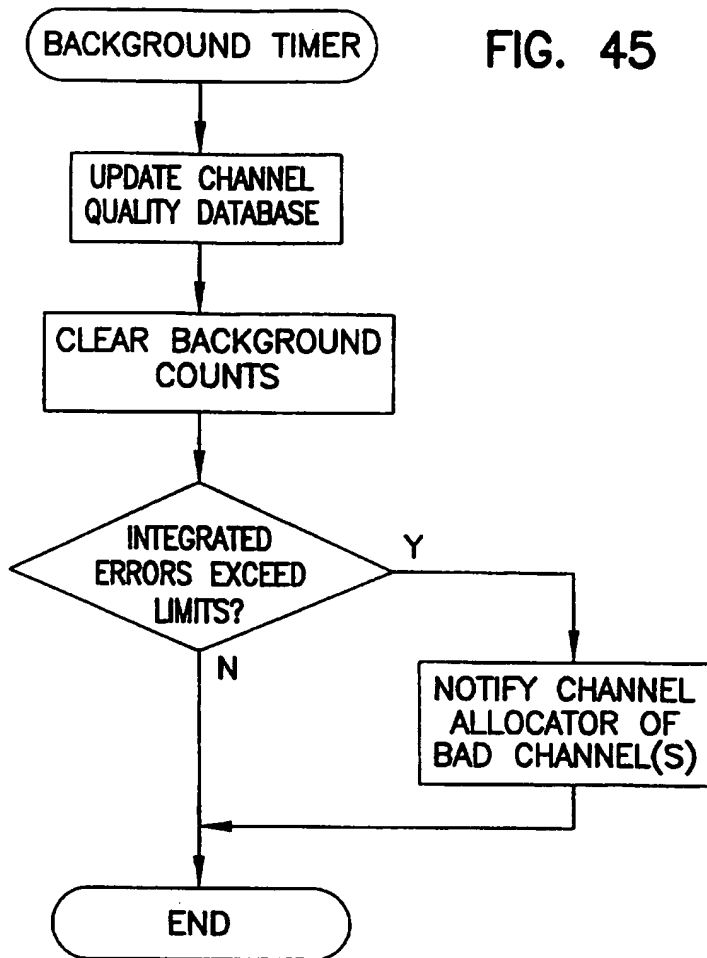 BACKGROUND TIMER
FIG. 45
UPDATE CHANNEL
QUALITY DATABASE
CLEAR BACKGROUND
COUNTS
INTEGRATED
ERRORS EXCEED
LIMITS?
Y
N
NOTIFY CHANNEL
ALLOCATOR OF
BAD CHANNEL(S)
END